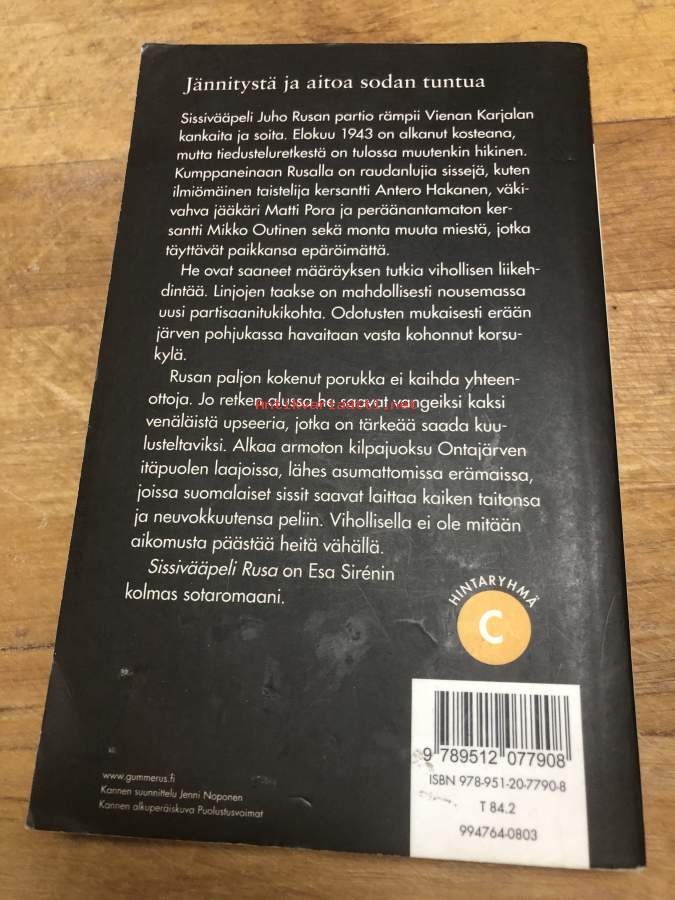 Jännitystä ja aitoa sodan tuntua
Sissivääpeli Juho Rusan partio rämpii Vienan Karjalan
kankaita ja soita. Elokuu 1943 on alkanut kosteana,
mutta tiedusteluretkestä on tulossa muutenkin hikinen.
Kumppaneinaan Rusalla on raudanlujia sissejä, kuten
ilmiömäinen taistelija kersantti Antero Hakanen, väki-
vahva jääkäri Matti Pora ja peräänantamaton ker-
santti Mikko Outinen sekä monta muuta miestä, jotka
täyttävät paikkansa epäröimättä.
He ovat saaneet määräyksen tutkia vihollisen liikeh-
dintää. Linjojen taakse on mahdollisesti nousemassa
uusi partisaanitukikohta. Odotusten mukaisesti erään
järven pohjukassa havaitaan vasta kohonnut korsu-
kylä.
Rusan paljon kokenut porukka ei kaihda yhteen-
ottoja. Jo retken alussa he saavat vangeiksi kaksi
Antikvariaatti.net
venäläistä upseeria, jotka on tärkeää saada kuu-
lusteltaviksi. Alkaa armoton kilpajuoksu Ontajärven
itäpuolen laajoissa, lähes asumattomissa erämaissa,
joissa suomalaiset sissit saavat laittaa kaiken taitonsa
ja neuvokkuutensa peliin. Vihollisella ei ole mitään
aikomusta päästää heitä vähällä.
Sissivääpeli Rusa on Esa Sirénin
kolmas sotaromaani.
HINTARYHMÄ
C
9 789512 077908
ISBN 978-951-20-7790-8
T 84.2
994764-0803
www.gummerus.fi
Kannen suunnittelu Jenni Noponen
Kannen alkuperäiskuva Puolustusvoimat